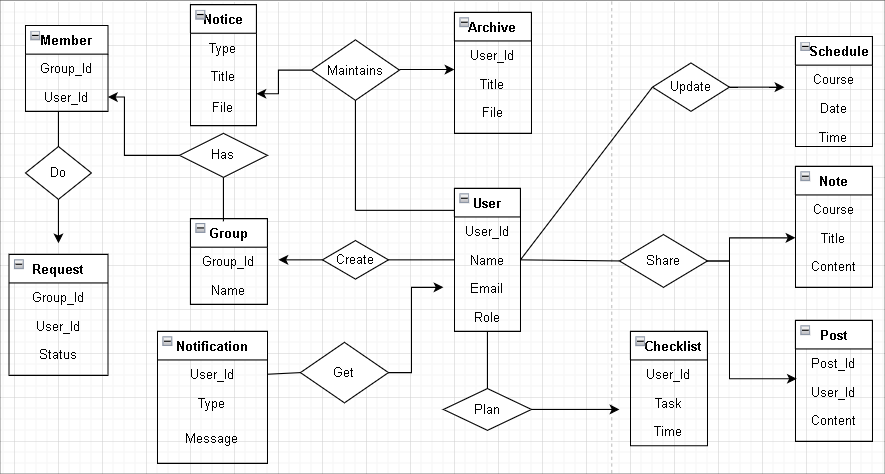 Member
Group_Id
User_Id
Notice
Type
Title
File
Maintains
Archive
User_Id
Title
File
Update
Schedule
Course
Date
Time
Do
Has
User
User_Id
Name
Email
Role
Note
Course
Title
Content
Request
Group_Id
User_Id
Status
Group
Group_Id
Name
Create
Share
Notification
User_Id
Type
Message
Get
Plan
Checklist
User_Id
Task
Time
Post
Post_Id
User_Id
Content